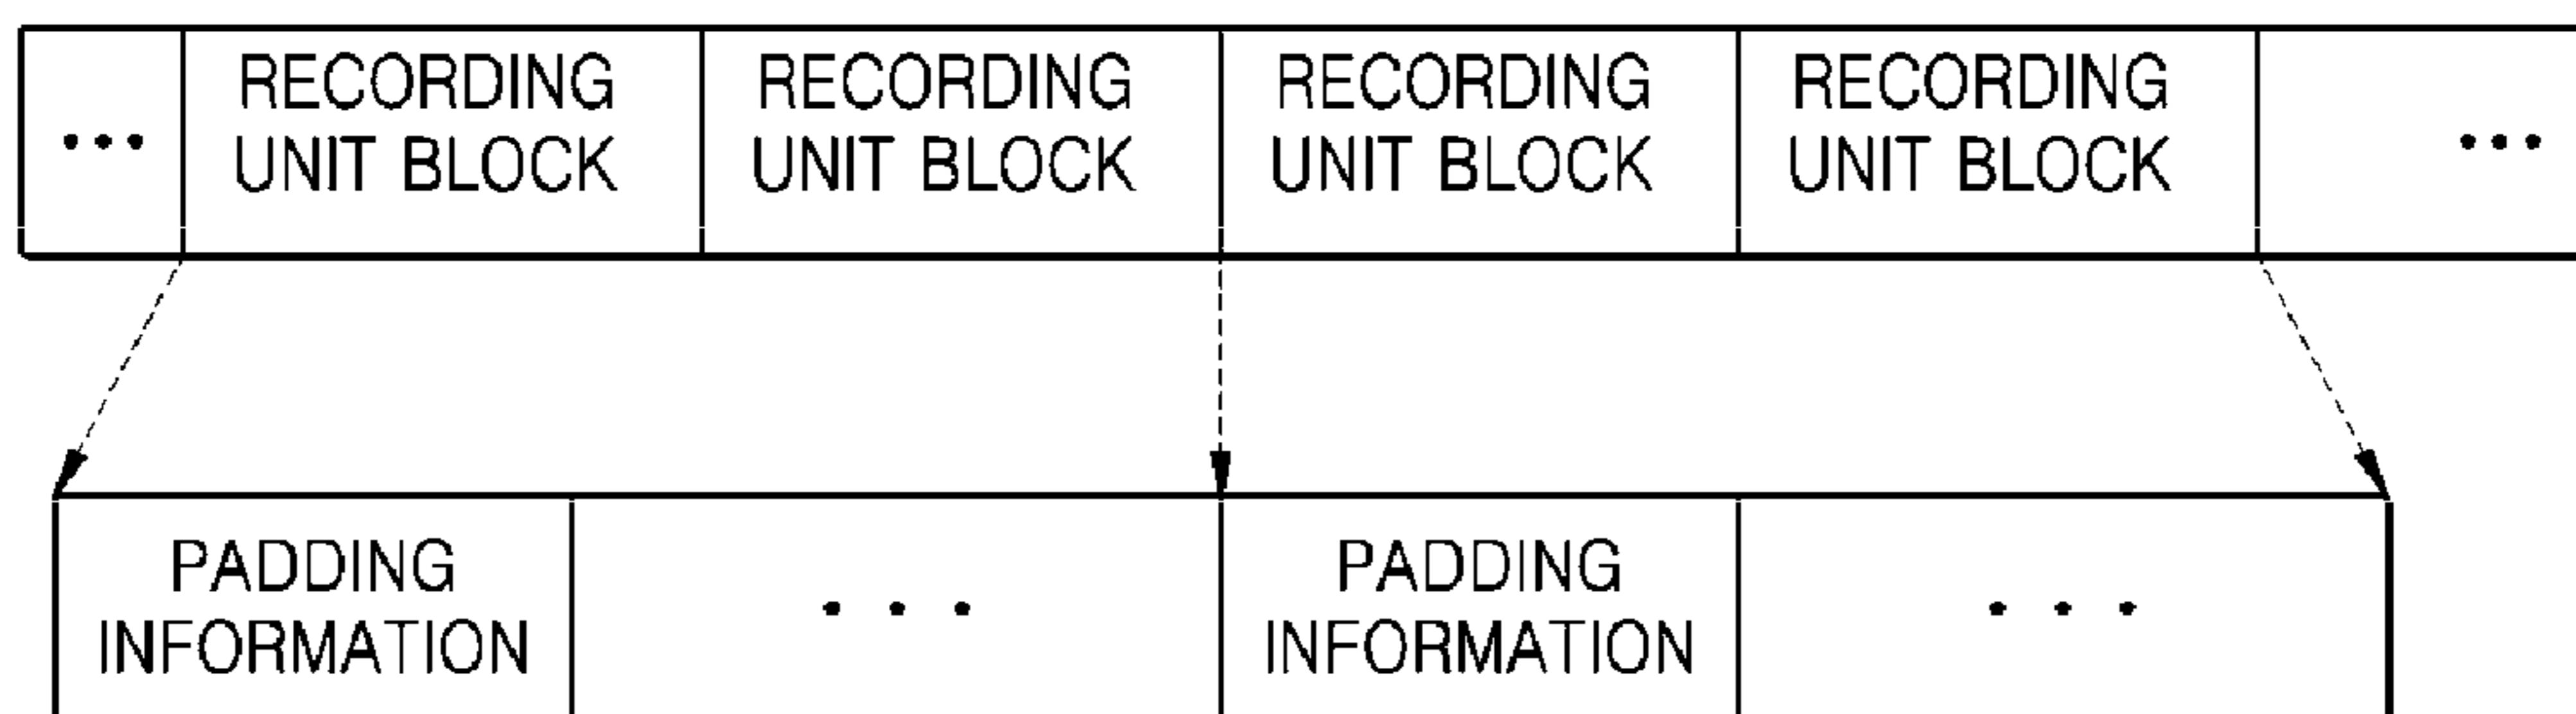 ... RECORDING RECORDING RECORDING RECORDING ...
UNIT BLOCK UNIT BLOCK UNIT BLOCK UNIT BLOCK
PADDING ... PADDING ...
INFORMATION INFORMATION